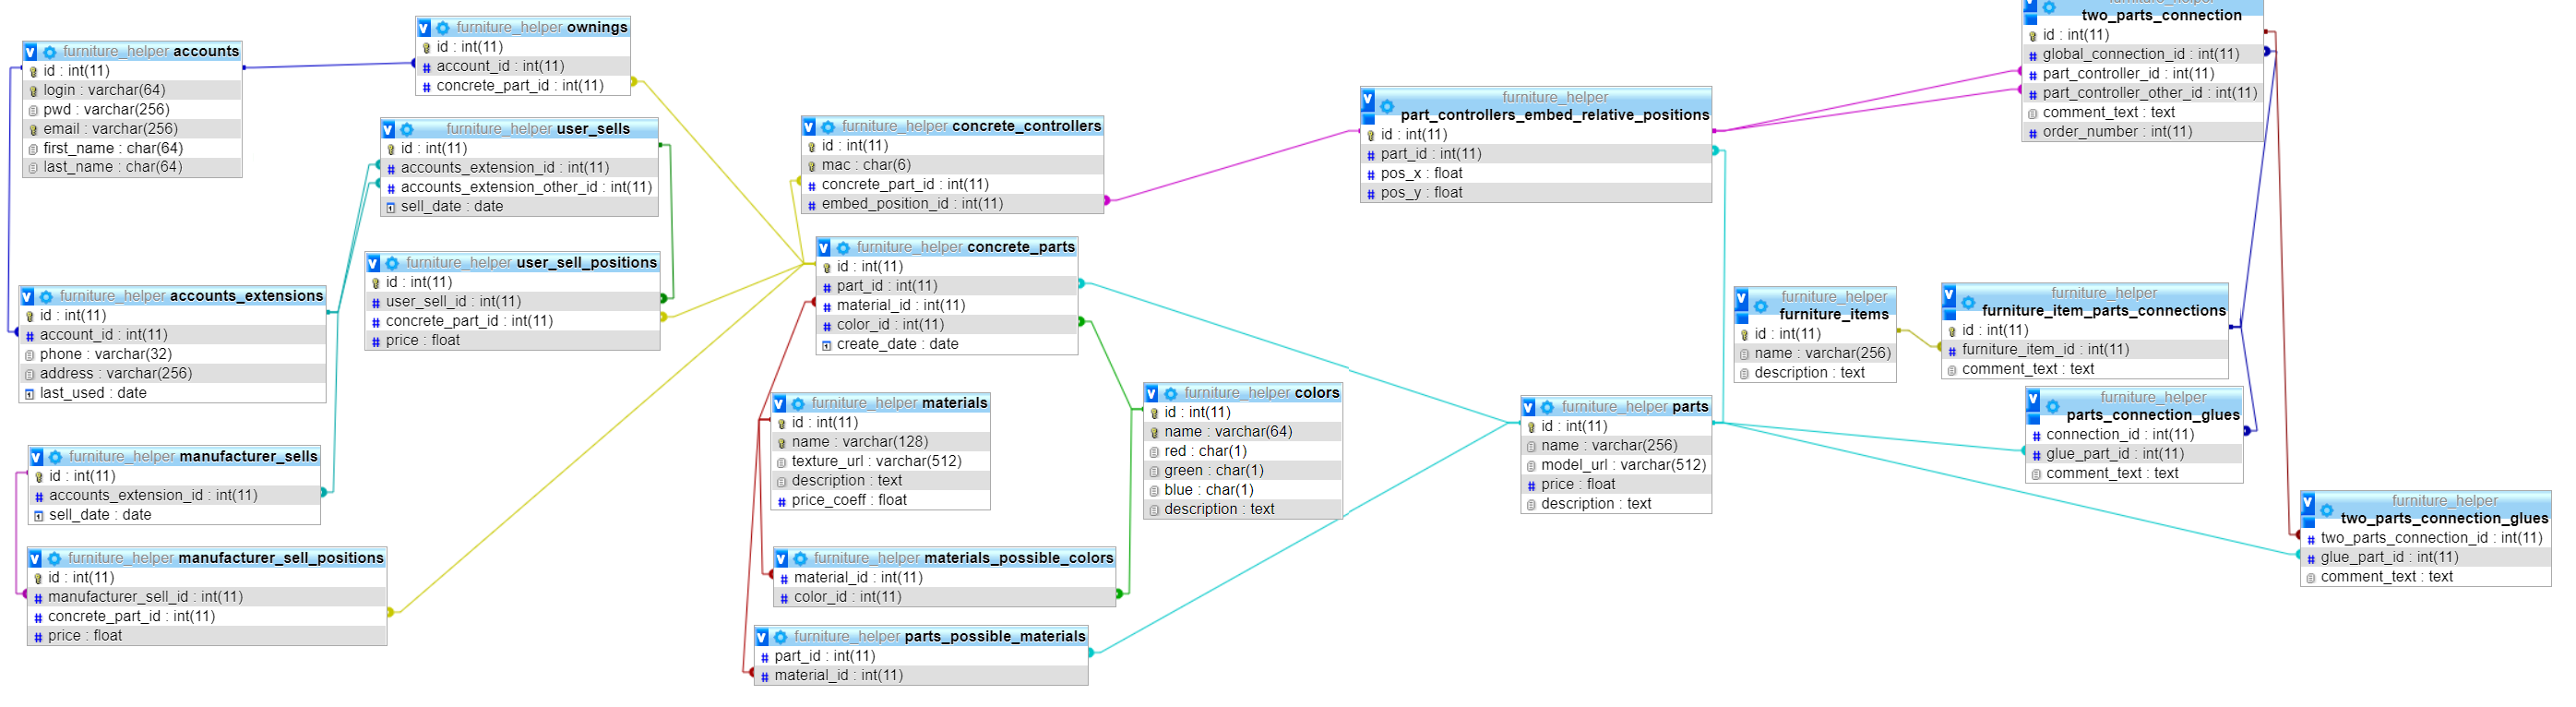 furniture_helper accounts
id : int(11)
login : varchar(64)
pwd : varchar(256)
email : varchar(256)
first_name : char(64)
last_name : char(64)
furniture_helper ownings
id : int(11)
account_id : int(11)
concrete_part_id : int(11)
furniture_helper user_sells
id : int(11)
accounts_extension_id : int(11)
accounts_extension_other_id : int(11)
sell_date : date
furniture_helper user_sell_positions
id : int(11)
user_sell_id : int(11)
concrete_part_id : int(11)
price : float
furniture_helper accounts_extensions
id : int(11)
account_id : int(11)
phone : varchar(32)
address : varchar(256)
last_used : date
furniture_helper manufacturer_sells
id : int(11)
accounts_extension_id : int(11)
sell_date : date
furniture_helper manufacturer_sell_positions
id : int(11)
manufacturer_sell_id : int(11)
concrete_part_id : int(11)
price : float
furniture_helper concrete_controllers
id : int(11)
mac : char(6)
concrete_part_id : int(11)
embed_position_id : int(11)
furniture_helper concrete_parts
id : int(11)
part_id : int(11)
material_id : int(11)
color_id : int(11)
create_date : date
furniture_helper materials
id : int(11)
name : varchar(128)
texture_url : varchar(512)
description : text
price_coeff : float
furniture_helper colors
id : int(11)
name : varchar(64)
red : char(1)
green : char(1)
blue : char(1)
description : text
furniture_helper materials_possible_colors
material_id : int(11)
color_id : int(11)
furniture_helper parts_possible_materials
part_id : int(11)
material_id : int(11)
furniture_helper
part_controllers_embed_relative_positions
id : int(11)
part_id : int(11)
pos_x : float
pos_y : float
furniture_helper parts
id : int(11)
name : varchar(256)
model_url : varchar(512)
price : float
description : text
furniture_helper
furniture_items
id : int(11)
name : varchar(256)
description : text
furniture_helper
two_parts_connection
id : int(11)
global_connection_id : int(11)
part_controller_id : int(11)
part_controller_other_id : int(11)
comment_text : text
order_number : int(11)
furniture_helper
furniture_item_parts_connections
id : int(11)
furniture_item_id : int(11)
comment_text : text
furniture_helper
parts_connection_glues
connection_id : int(11)
glue_part_id : int(11)
comment_text : text
furniture_helper
two_parts_connection_glues
two_parts_connection_id : int(11)
glue_part_id : int(11)
comment_text : text